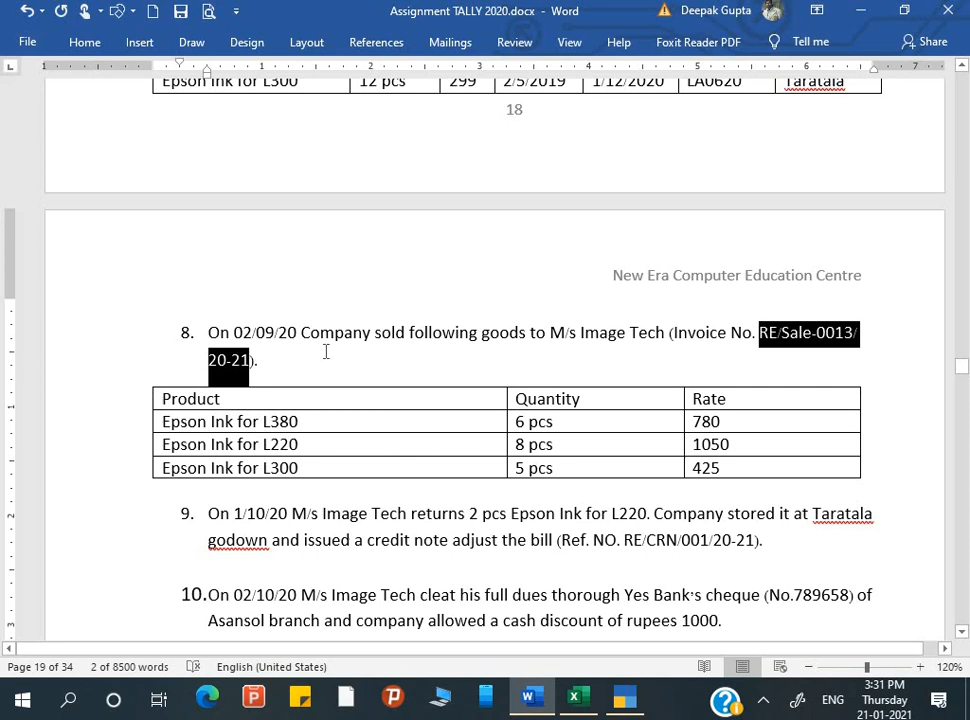 Assignment TALLY 2020.docx - Word
Deepak Gupta
File Home Insert Draw Design Layout References Mailings Review View Help Foxit Reader PDF Tell me Share
1 1 2 3 4 5 6 7
Epson Ink for L300 12 pcs 299 2/5/2019 1/12/2020 LA0620 Taratala
18
New Era Computer Education Centre
8. On 02/09/20 Company sold following goods to M/s Image Tech (Invoice No. RE/Sale-0013/
20-21).
Product Quantity Rate
Epson Ink for L380 6 pcs 780
Epson Ink for L220 8 pcs 1050
Epson Ink for L300 5 pcs 425
9. On 1/10/20 M/s Image Tech returns 2 pcs Epson Ink for L220. Company stored it at Taratala
godown and issued a credit note adjust the bill (Ref. NO. RE/CRN/001/20-21).
10. On 02/10/20 M/s Image Tech cleat his full dues thorough Yes Bank's cheque (No.789658) of
Asansol branch and company allowed a cash discount of rupees 1000.
Page 19 of 34 2 of 8500 words English (United States) 120%
ENG
3:31 PM
Thursday
21-01-2021